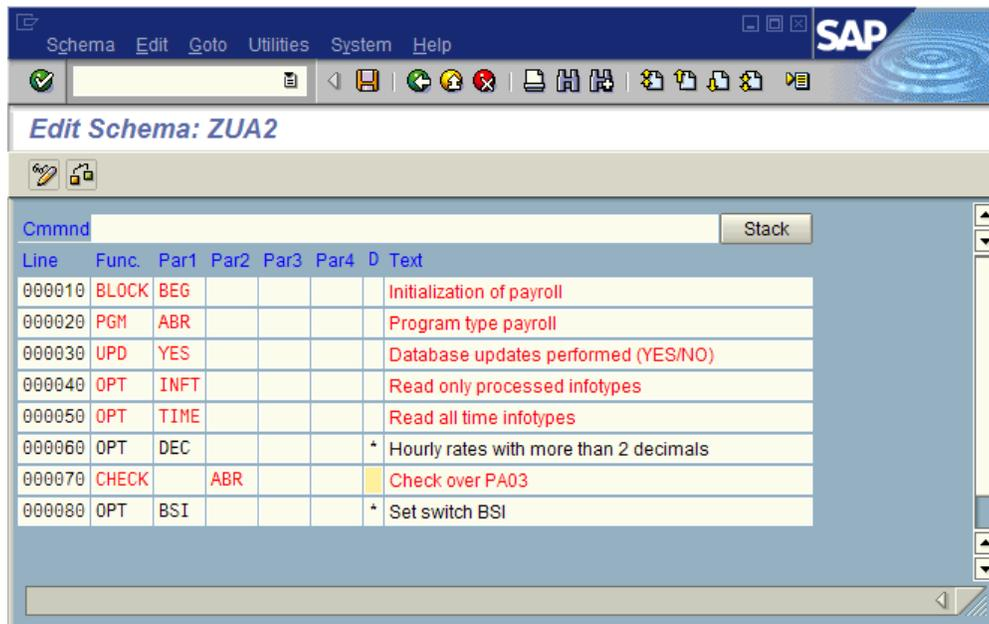 Schema Edit Goto Utilities System Help
SAP
Edit Schema: ZUA2
Cmmnd Stack
Line Func. Par1 Par2 Par3 Par4 D Text
000010 BLOCK BEG Initialization of payroll
000020 PGM ABR Program type payroll
000030 UPD YES Database updates performed (YES/NO)
000040 OPT INFT Read only processed infotypes
000050 OPT TIME Read all time infotypes
000060 OPT DEC * Hourly rates with more than 2 decimals
000070 CHECK ABR Check over PA03
000080 OPT BSI * Set switch BSI